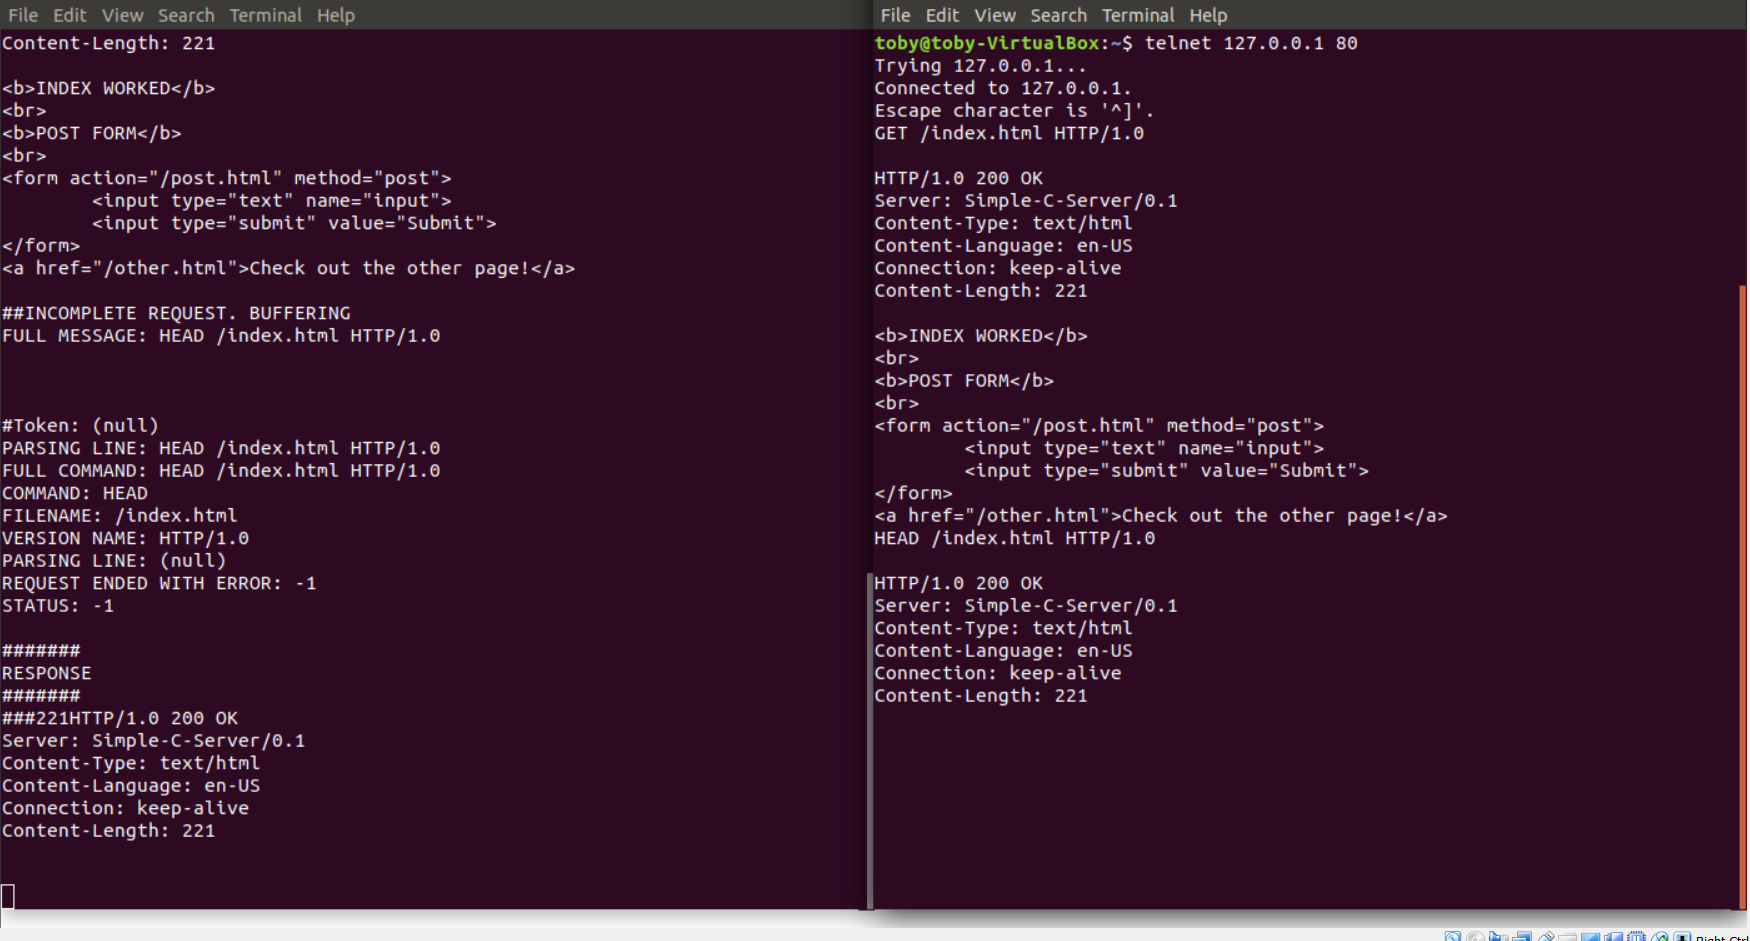 File Edit View Search Terminal Help
Content-Length: 221
<b>INDEX WORKED</b>
<br>
<b>POST FORM</b>
<br>
<form action="/post.html" method="post">
<input type="text" name="input">
<input type="submit" value="Submit">
</form>
<a href="/other.html">Check out the other page!</a>
##INCOMPLETE REQUEST. BUFFERING
FULL MESSAGE: HEAD /index.html HTTP/1.0
#Token: (null)
PARSING LINE: HEAD /index.html HTTP/1.0
FULL COMMAND: HEAD /index.html HTTP/1.0
COMMAND: HEAD
FILENAME: /index.html
VERSION NAME: HTTP/1.0
PARSING LINE: (null)
REQUEST ENDED WITH ERROR: -1
STATUS: -1
#######
RESPONSE
#######
###221HTTP/1.0 200 OK
Server: Simple-C-Server/0.1
Content-Type: text/html
Content-Language: en-US
Connection: keep-alive
Content-Length: 221
File Edit View Search Terminal Help
toby@toby-VirtualBox:~$ telnet 127.0.0.1 80
Trying 127.0.0.1...
Connected to 127.0.0.1.
Escape character is '^]'.
GET /index.html HTTP/1.0
HTTP/1.0 200 OK
Server: Simple-C-Server/0.1
Content-Type: text/html
Content-Language: en-US
Connection: keep-alive
Content-Length: 221
<b>INDEX WORKED</b>
<br>
<b>POST FORM</b>
<br>
<form action="/post.html" method="post">
<input type="text" name="input">
<input type="submit" value="Submit">
</form>
<a href="/other.html">Check out the other page!</a>
HEAD /index.html HTTP/1.0
HTTP/1.0 200 OK
Server: Simple-C-Server/0.1
Content-Type: text/html
Content-Language: en-US
Connection: keep-alive
Content-Length: 221